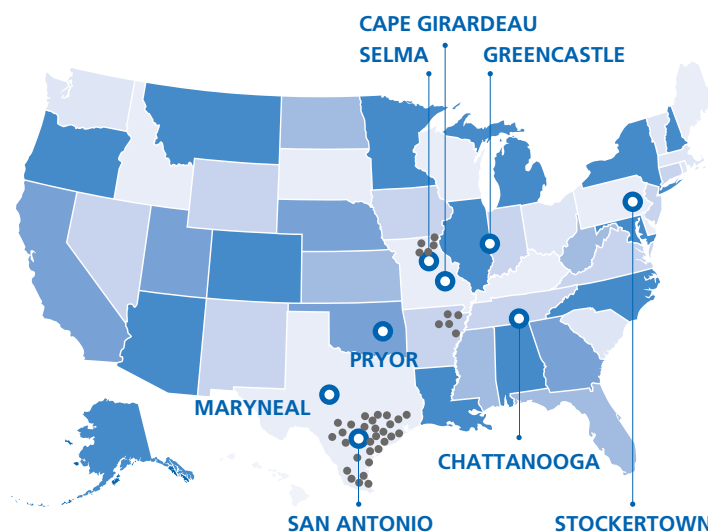 CAPE GIRARDEAU
SELMA
GREENCASTLE
PRYOR
MARYNEAL
CHATTANOOGA
SAN ANTONIO
STOCKERTOWN